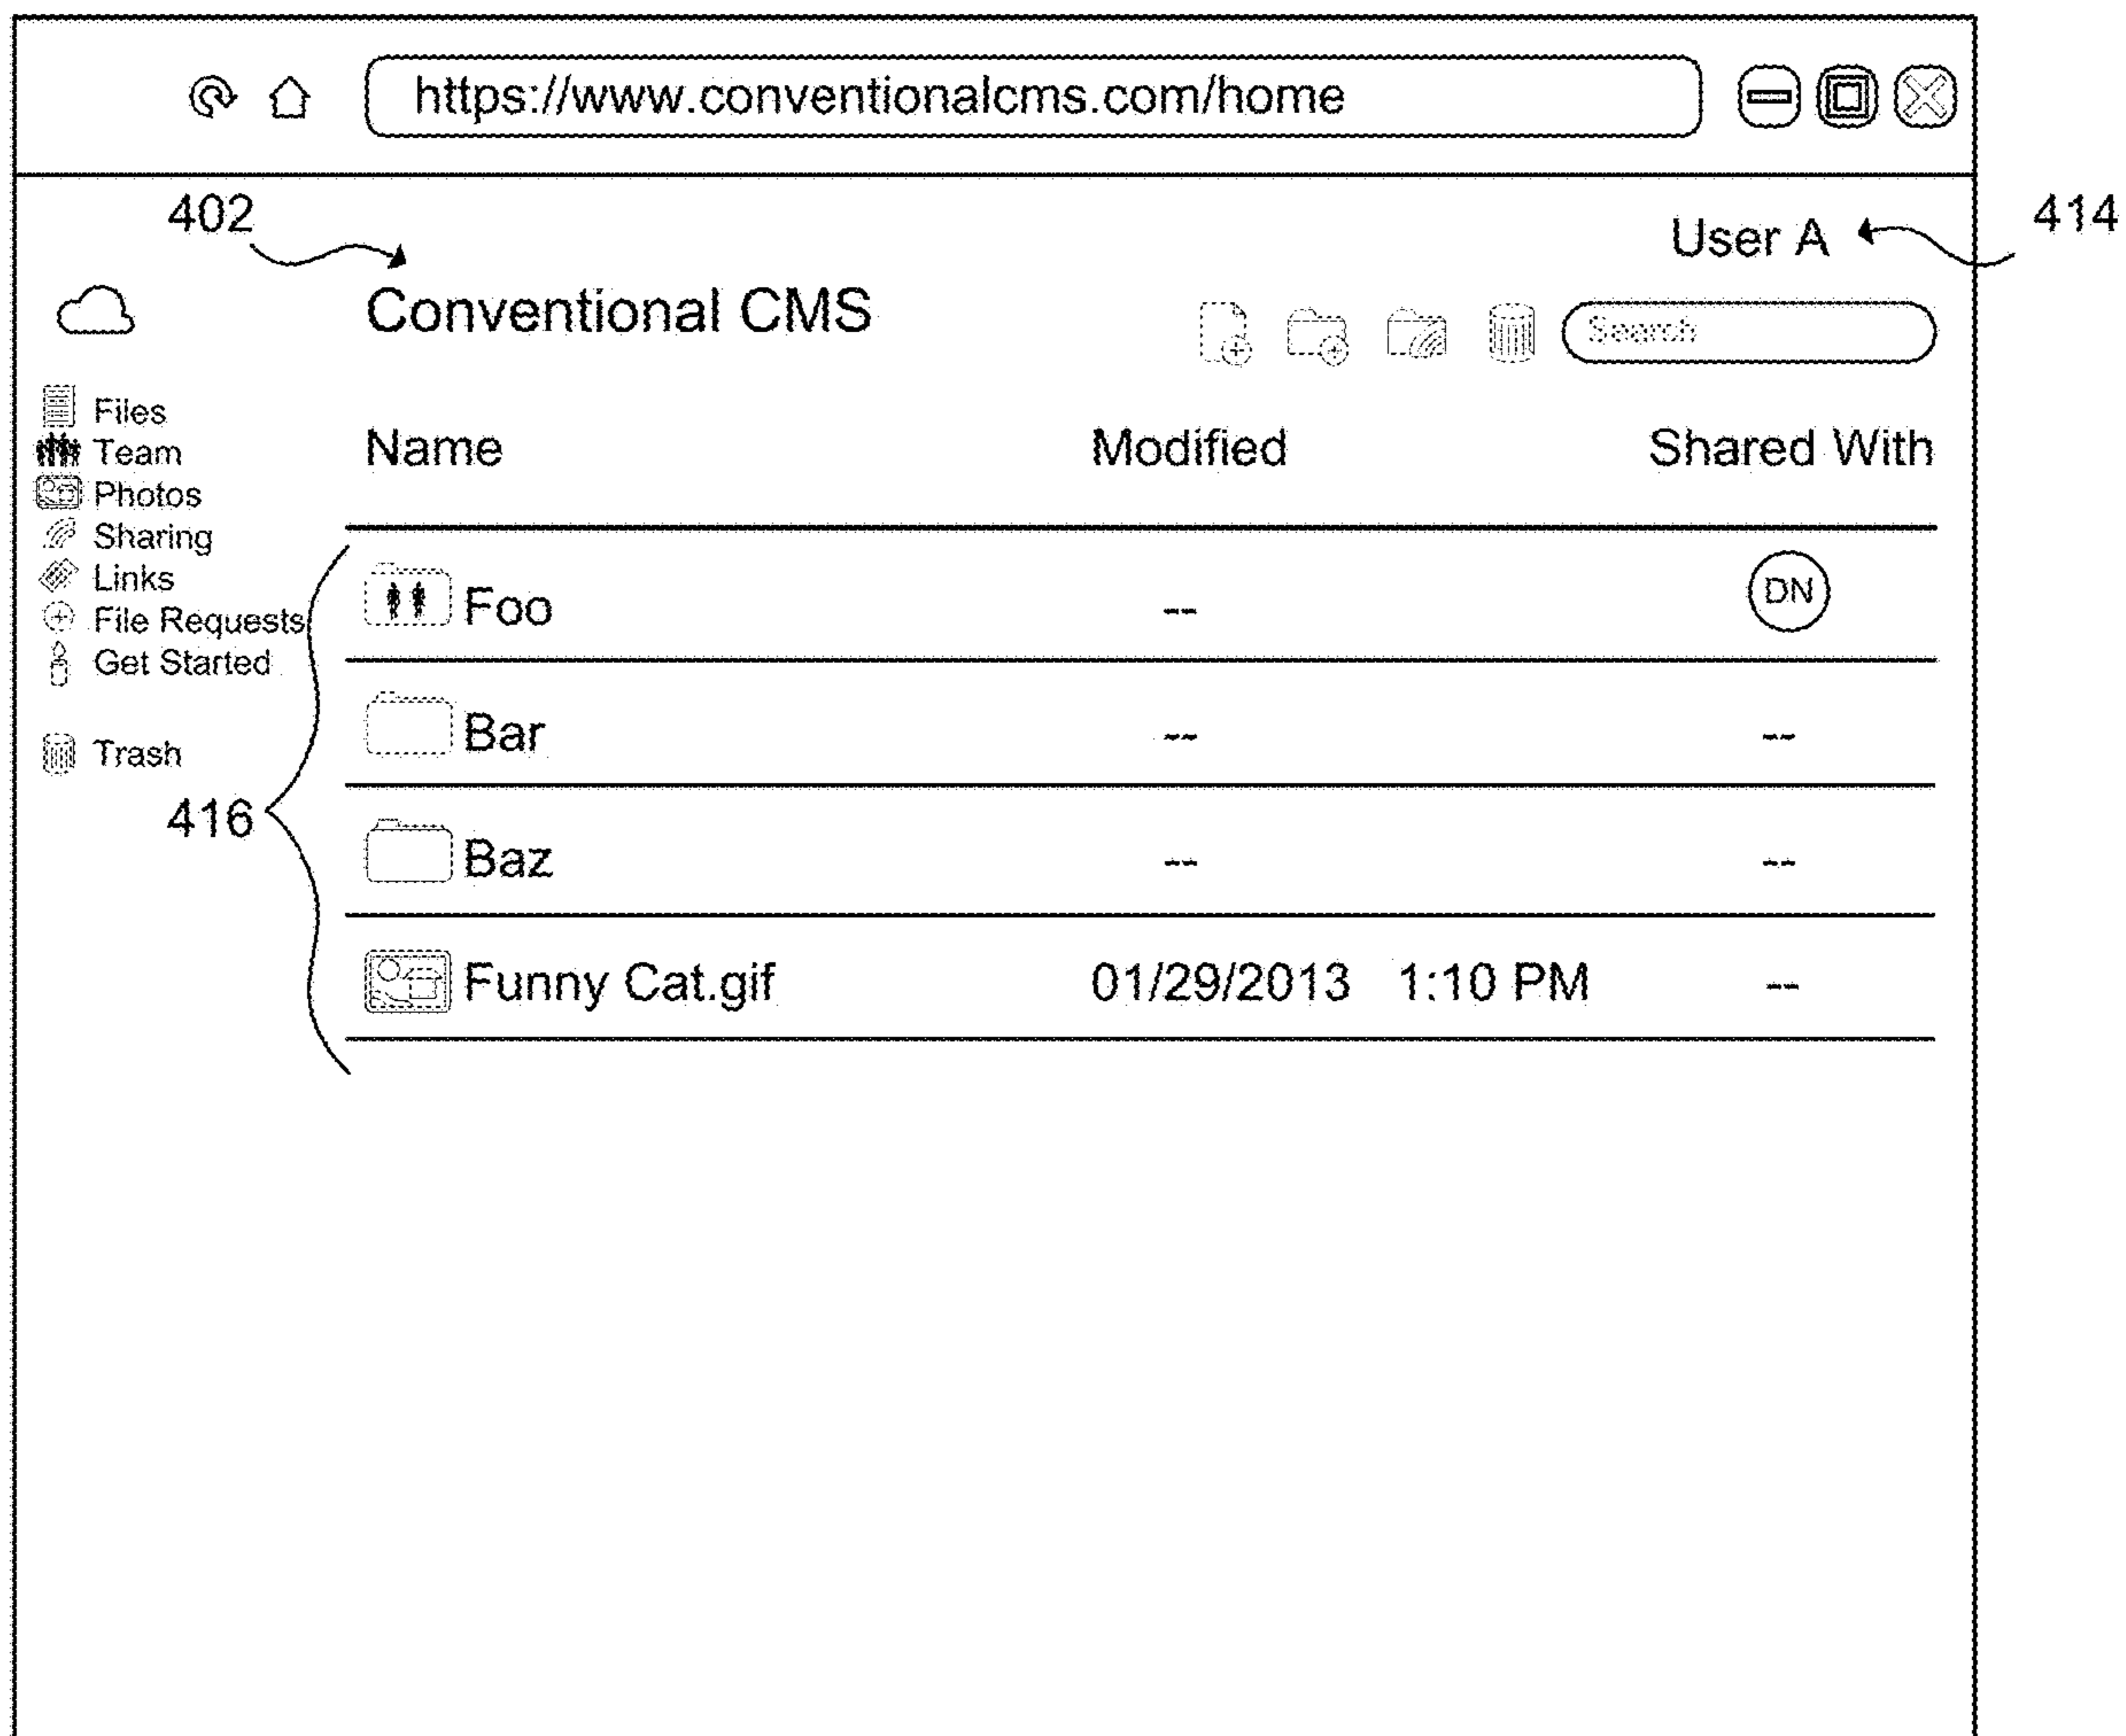 https://www.conventionalcms.com/home
402
User A
414
Conventional CMS
Search
Files
Team
Photos
Sharing
Links
File Requests
Get Started
Trash
Name Modified Shared With
Foo -- DN
Bar -- --
Baz -- --
416
Funny Cat.gif 01/29/2013 1:10 PM --